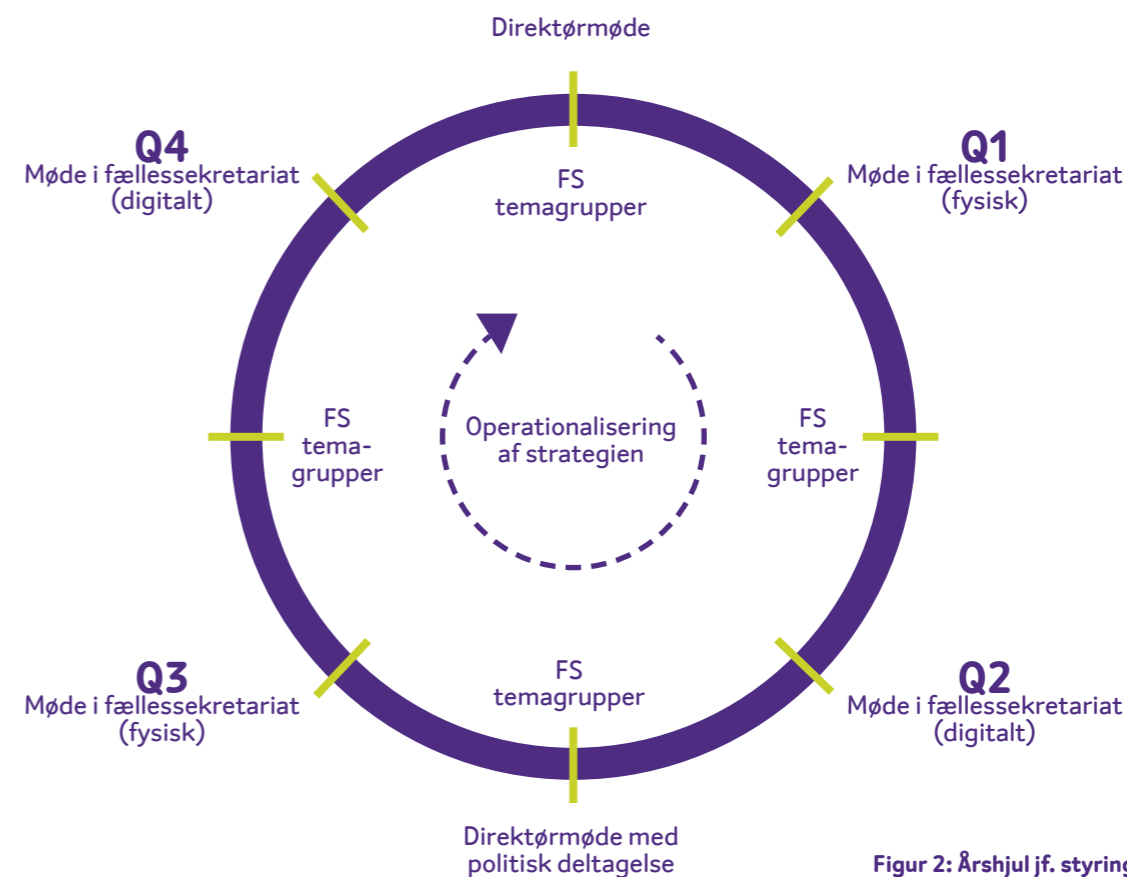 Direktørmøde
Q4
Møde i fællessekretariat
(digitalt)
Q1
Møde i fællessekretariat
(fysisk)
FS
temagrupper
FS
tema-
grupper
Operationalisering
af strategien
FS
tema-
grupper
Q3
Møde i fællessekretariat
(fysisk)
FS
temagrupper
Q2
Møde i fællessekretariat
(digitalt)
Direktørmøde med
politisk deltagelse
Figur 2: Årshjul jf. styring